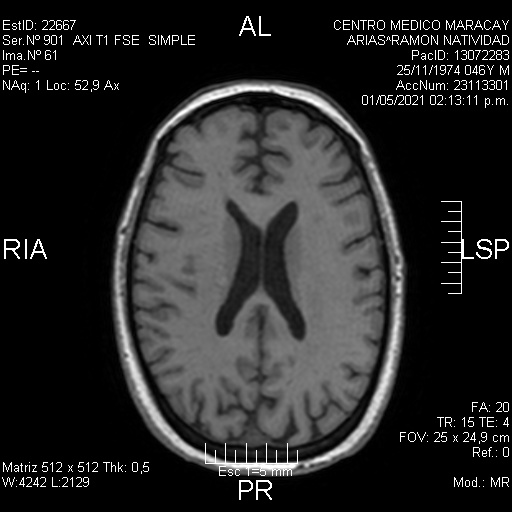 EstID: 22667
Ser.Nº 901 AXI T1 FSE SIMPLE
Ima.Nº 61
PE= --
NAq: 1 Loc: 52,9 Ax
AL
CENTRO MEDICO MARACAY
ARIAS^RAMON NATIVIDAD
PacID: 13072283
25/11/1974 046Y M
AccNum: 23113301
01/05/2021 02:13:11 p.m.
RIA
LSP
FA: 20
TR: 15 TE: 4
FOV: 25 x 24,9 cm
Ref.: 0
Matriz 512 x 512 Thk: 0,5
W:4242 L:2129
Esc 1=5 mm
PR
Mod.: MR